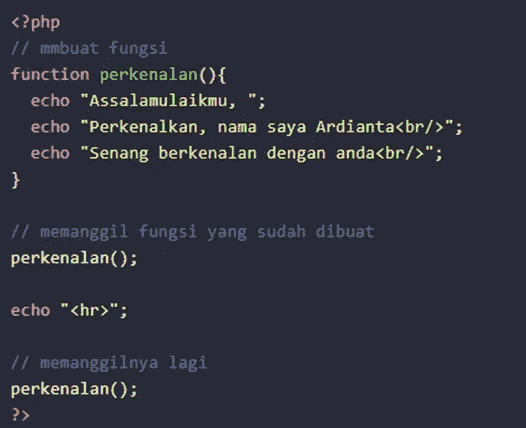 <?php
// mmbuat fungsi
function perkenalan(){
  echo "Assalamulaikmu, ";
  echo "Perkenalkan, nama saya Ardianta<br/>";
  echo "Senang berkenalan dengan anda<br/>";
}
// memanggil fungsi yang sudah dibuat
perkenalan();
echo "<hr>";
// memanggilnya lagi
perkenalan();
?>